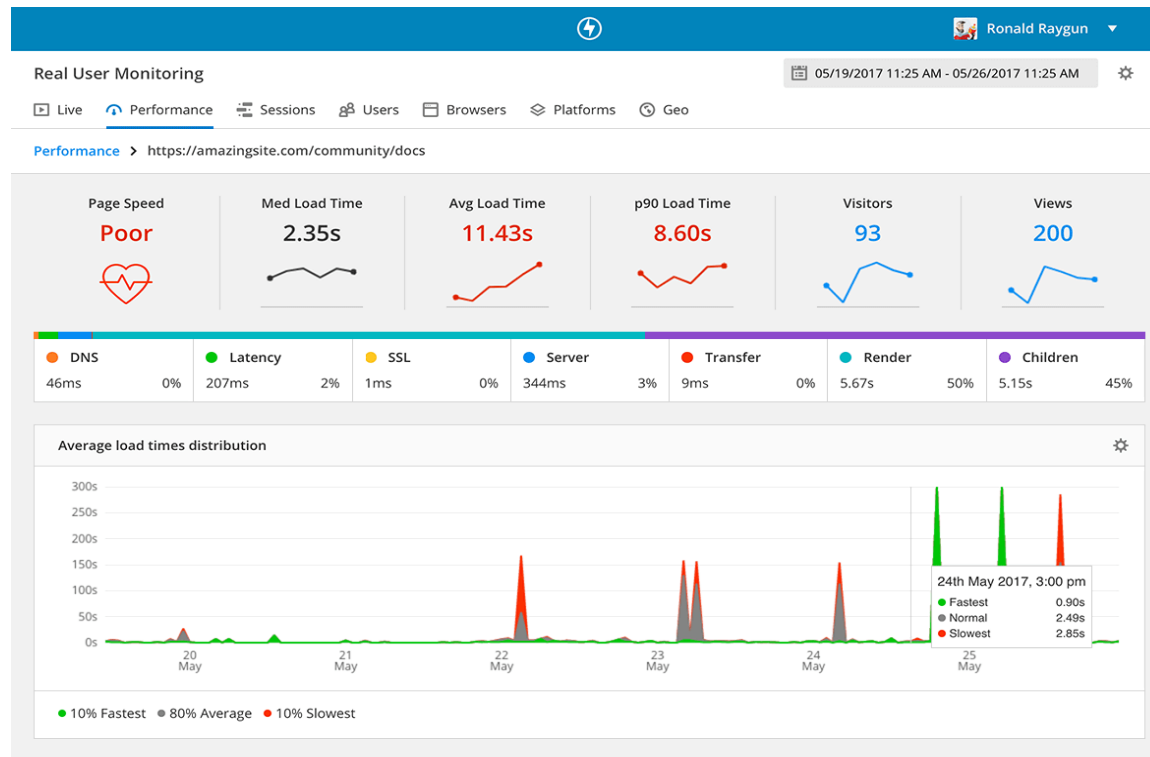 Ronald Raygun
Real User Monitoring
05/19/2017 11:25 AM - 05/26/2017 11:25 AM
Live Performance Sessions Users Browsers Platforms Geo
Performance > https://amazingsite.com/community/docs
Page Speed Med Load Time Avg Load Time p90 Load Time Visitors Views
Poor 2.35s 11.43s 8.60s 93 200
DNS Latency SSL Server Transfer Render Children
46ms 0% 207ms 2% 1ms 0% 344ms 3% 9ms 0% 5.67s 50% 5.15s 45%
Average load times distribution
300s
250s
200s
150s
100s
50s
0s
24th May 2017, 3:00 pm
Fastest 0.90s
Normal 2.49s
Slowest 2.85s
20 21 22 23 24 25
May May May May May May
10% Fastest 80% Average 10% Slowest